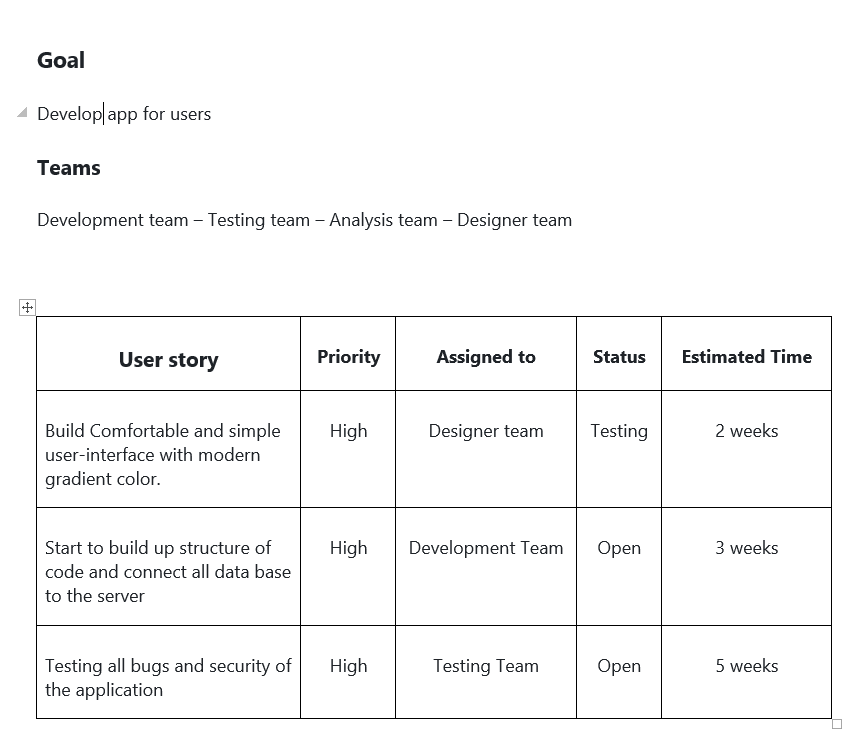 Goal
Develop app for users
Teams
Development team – Testing team – Analysis team – Designer team
User story Priority Assigned to Status Estimated Time
Build Comfortable and simple High Designer team Testing 2 weeks
user-interface with modern
gradient color.
Start to build up structure of High Development Team Open 3 weeks
code and connect all data base
to the server
Testing all bugs and security of High Testing Team Open 5 weeks
the application